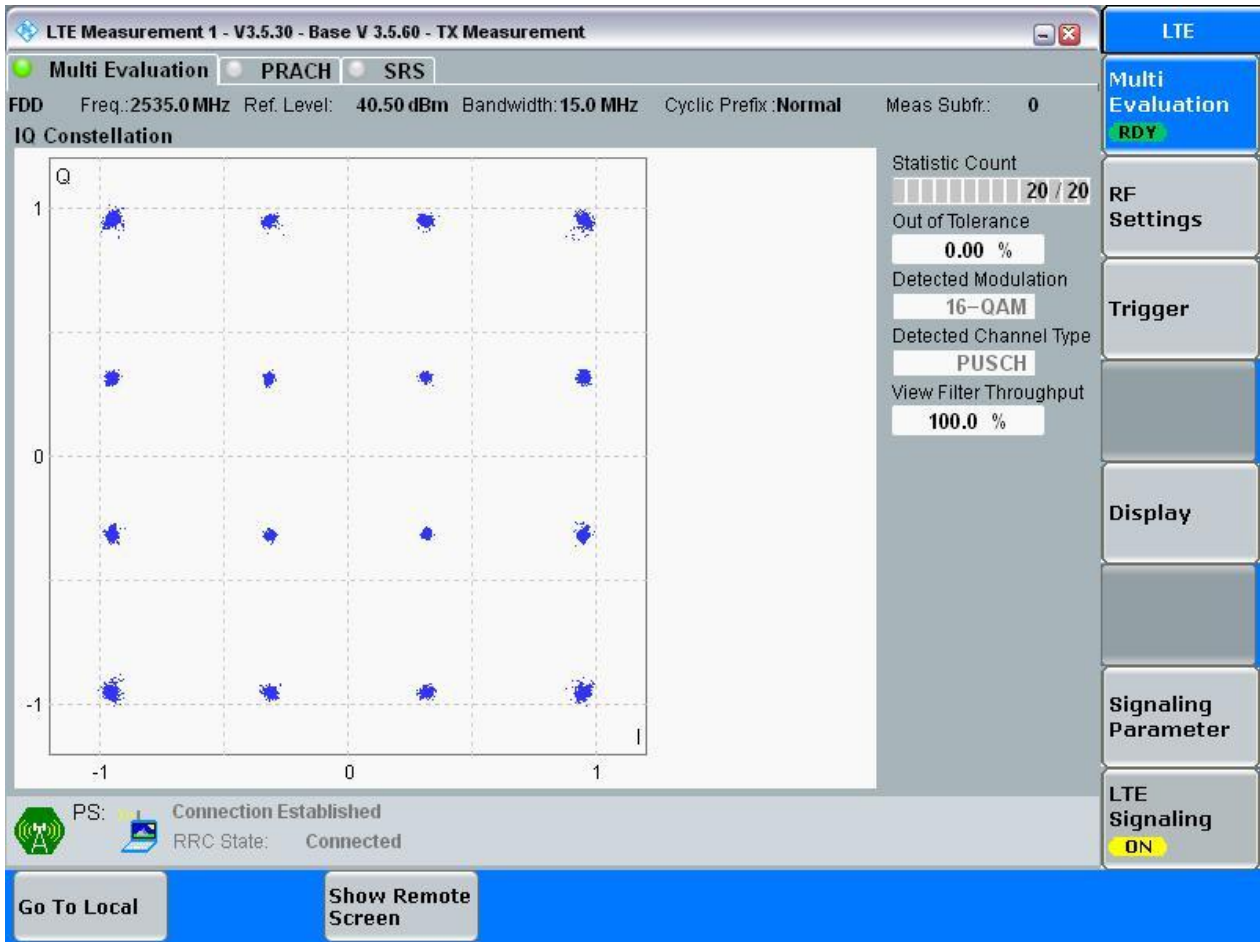 LTE Measurement 1 - V3.5.30 - Base V 3.5.60 - TX Measurement
LTE
Multi Evaluation PRACH SRS
FDD Freq.:2535.0 MHz Ref. Level: 40.50 dBm Bandwidth:15.0 MHz Cyclic Prefix :Normal Meas Subfr.: 0
IQ Constellation
Q
1
0
-1
-1 0 1
I
Statistic Count
20 / 20
Out of Tolerance
0.00 %
Detected Modulation
16-QAM
Detected Channel Type
PUSCH
View Filter Throughput
100.0 %
Multi
Evaluation
RDY
RF
Settings
Trigger
Display
Signaling
Parameter
LTE
Signaling
ON
PS: Connection Established
RRC State: Connected
Go To Local
Show Remote
Screen